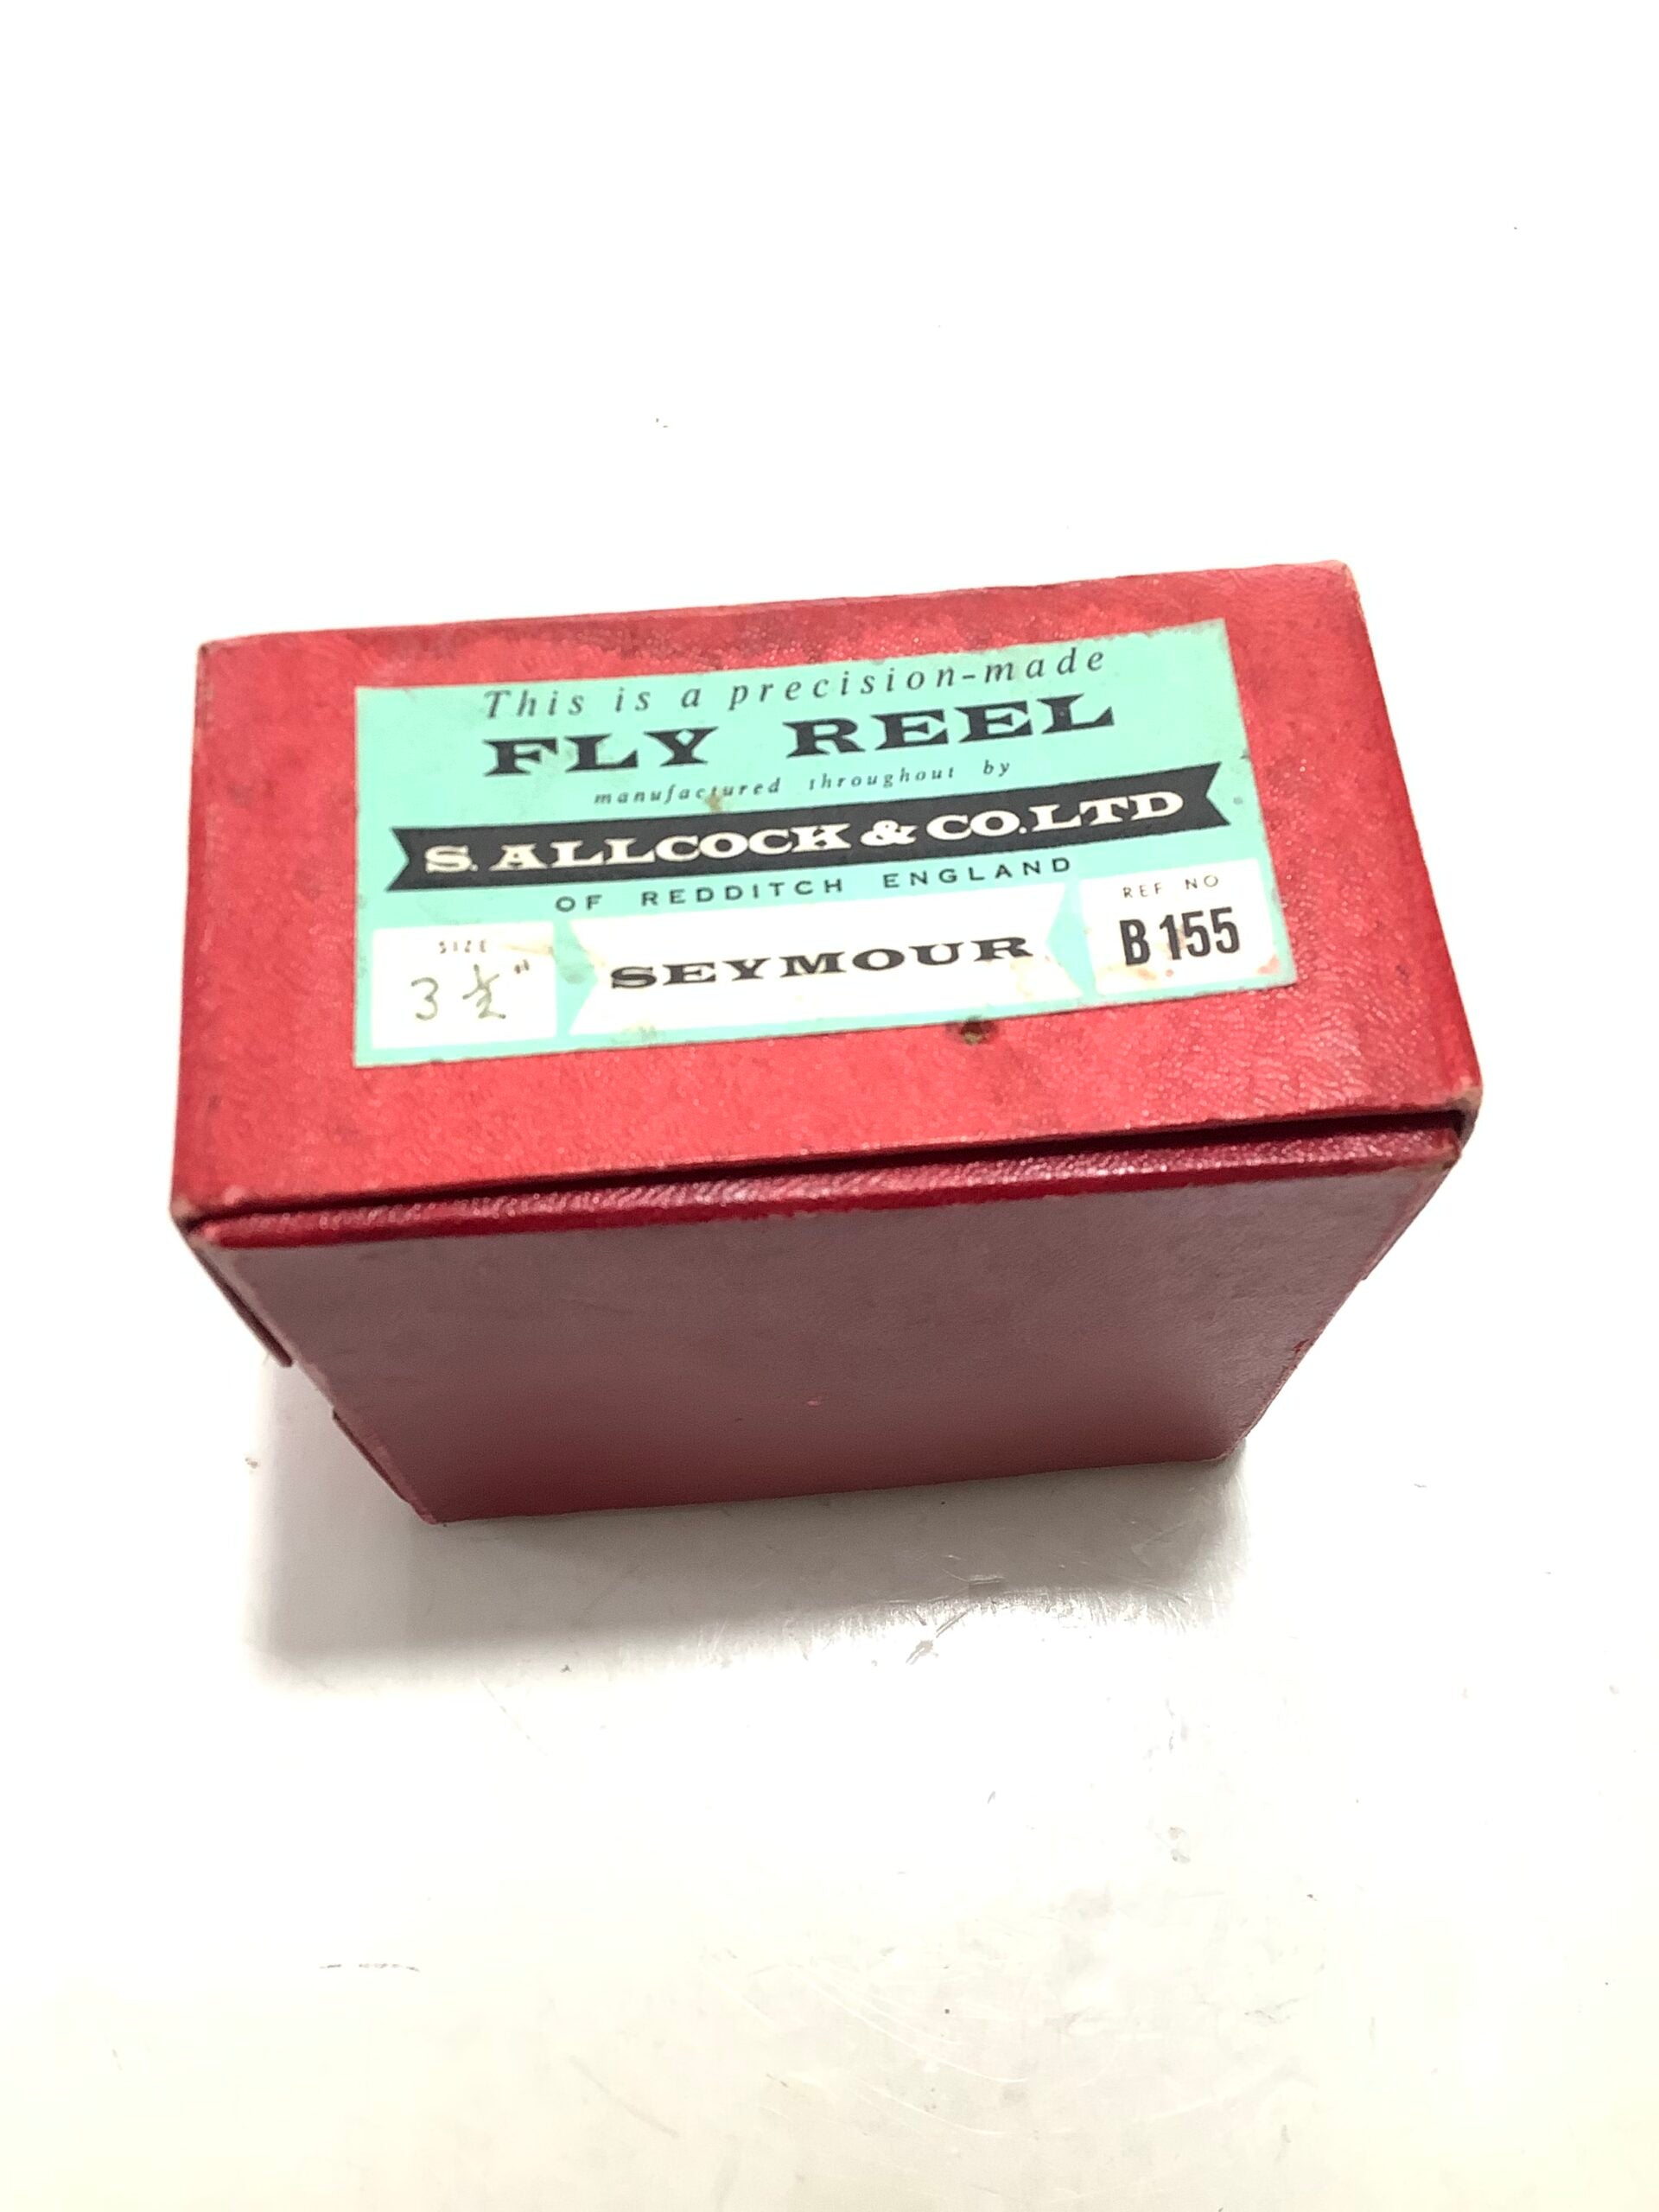 This is a precision-made
FLY REEL
manufactured throughout by
S. ALLCOCK & CO. LTD
OF REDDITCH ENGLAND
SIZE
3 ½"
SEYMOUR
REF NO
B 155